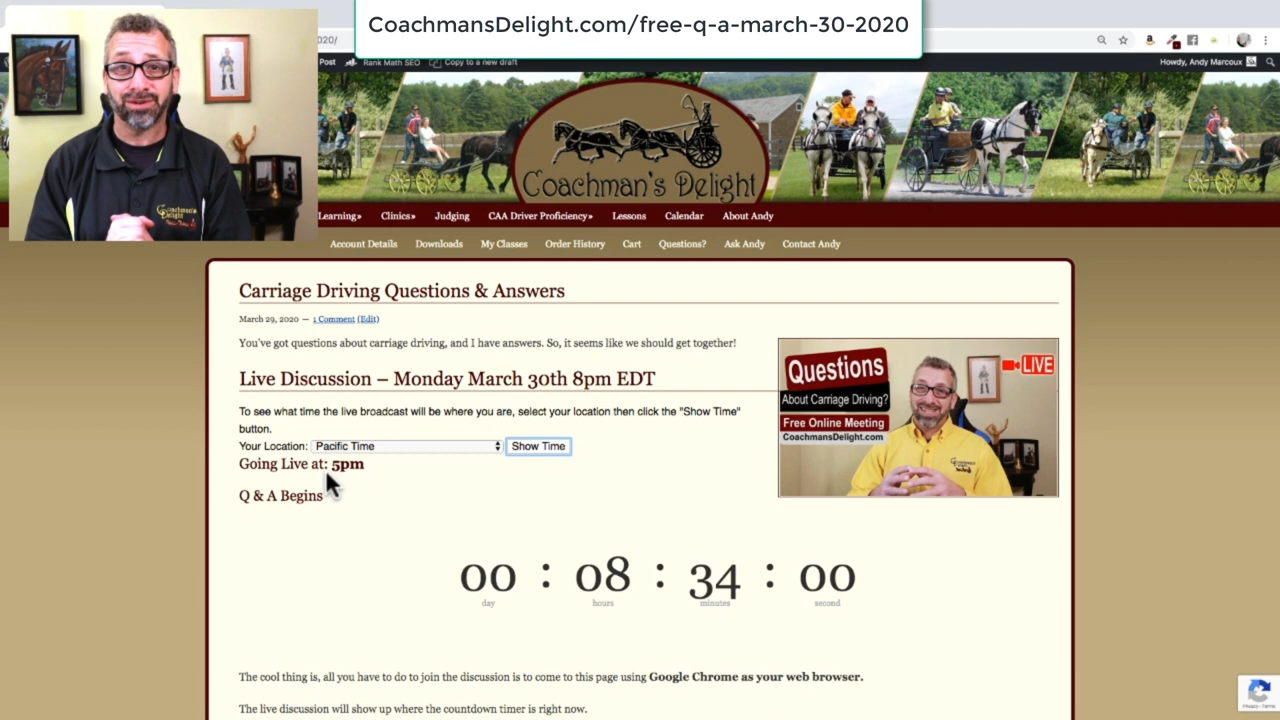 CoachmansDelight.com/free-q-a-march-30-2020
020/
Post Rank Math SEO Copy to a new draft
Howdy, Andy Marcoux
Coachman's Delight
Learning» Clinics» Judging CAA Driver Proficiency» Lessons Calendar About Andy
Account Details Downloads My Classes Order History Cart Questions? Ask Andy Contact Andy
Coachman's
Delight
Carriage Driving Questions & Answers
March 29, 2020 — 1 Comment (Edit)
You've got questions about carriage driving, and I have answers. So, it seems like we should get together!
Live Discussion – Monday March 30th 8pm EDT
To see what time the live broadcast will be where you are, select your location then click the "Show Time"
button.
Your Location: Pacific Time Show Time
Going Live at: 5pm
Q & A Begins
Questions
About Carriage Driving?
Free Online Meeting
CoachmansDelight.com
LIVE
00 : 08 : 34 : 00
day hours minutes second
The cool thing is, all you have to do to join the discussion is to come to this page using Google Chrome as your web browser.
The live discussion will show up where the countdown timer is right now.
Privacy - Terms